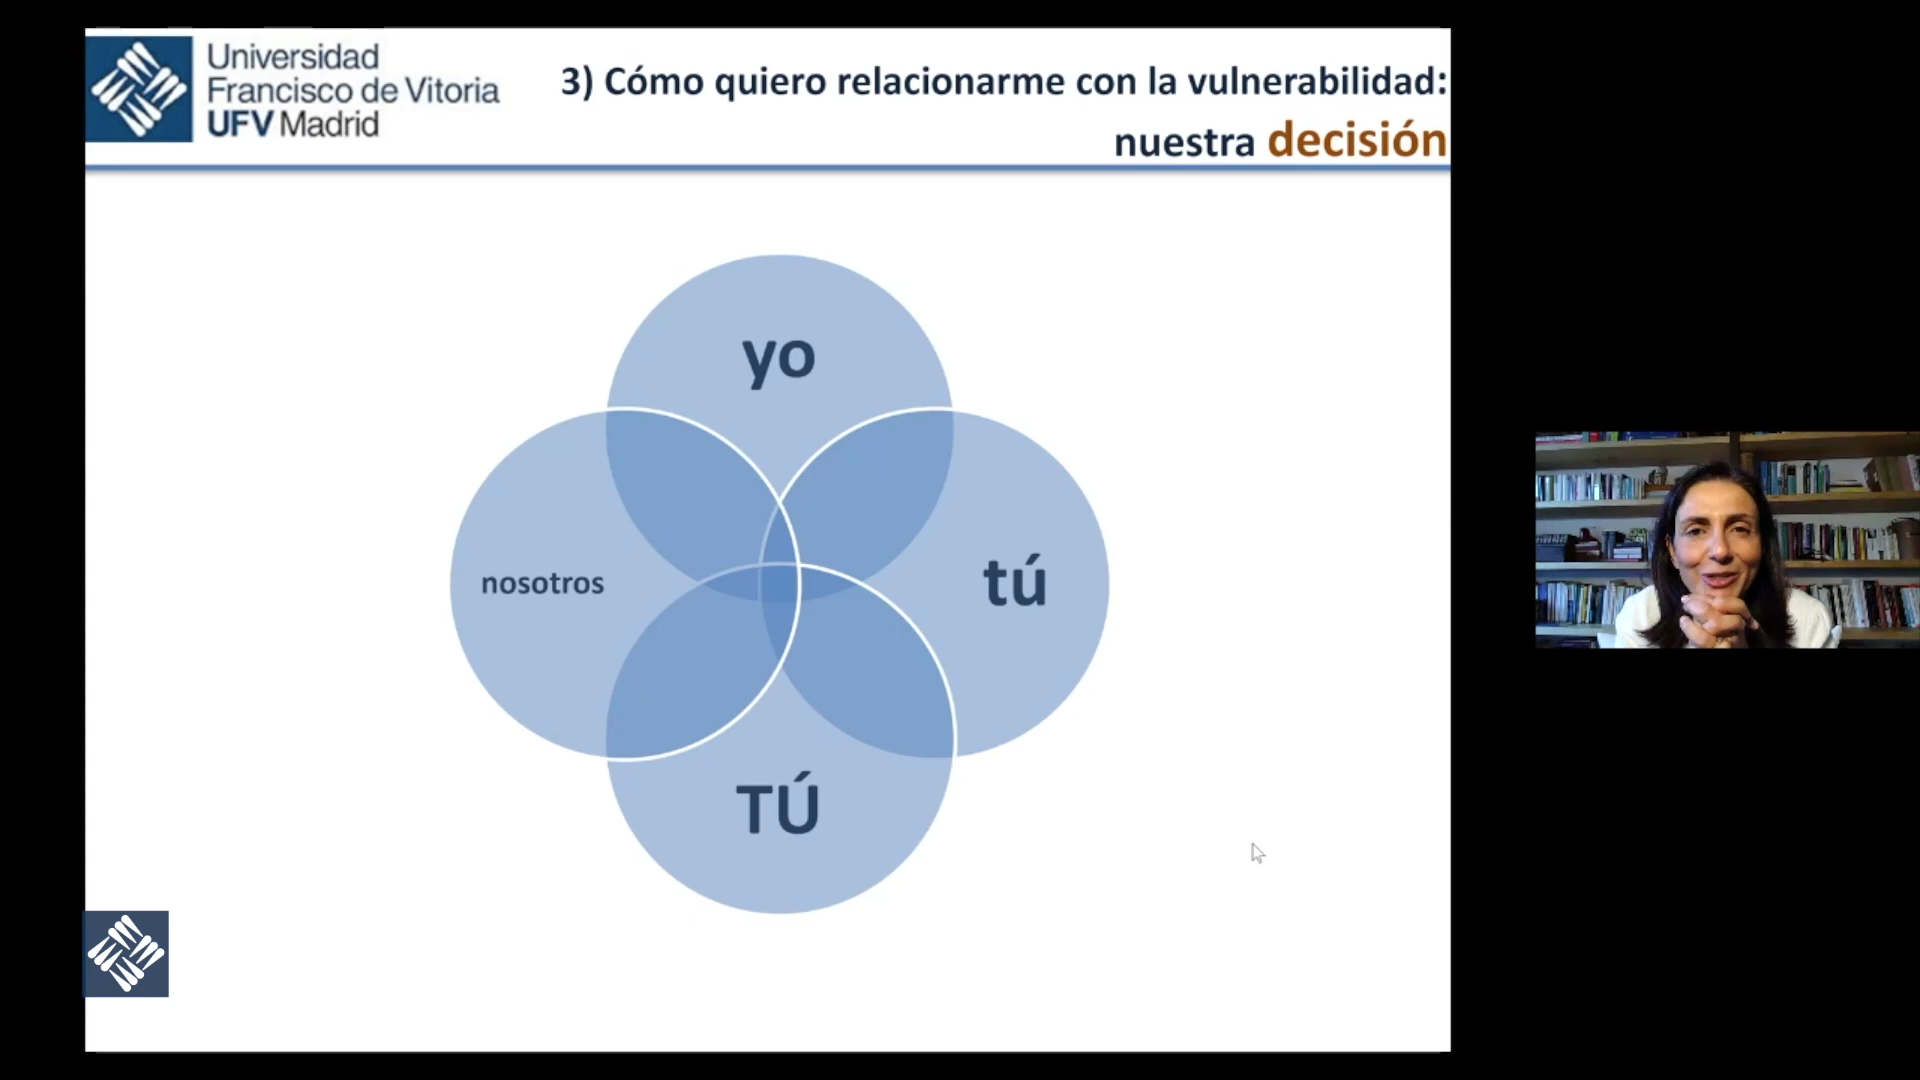 Universidad
Francisco de Vitoria
UFV Madrid
3) Cómo quiero relacionarme con la vulnerabilidad:
nuestra decisión
yo
nosotros
tú
TÚ